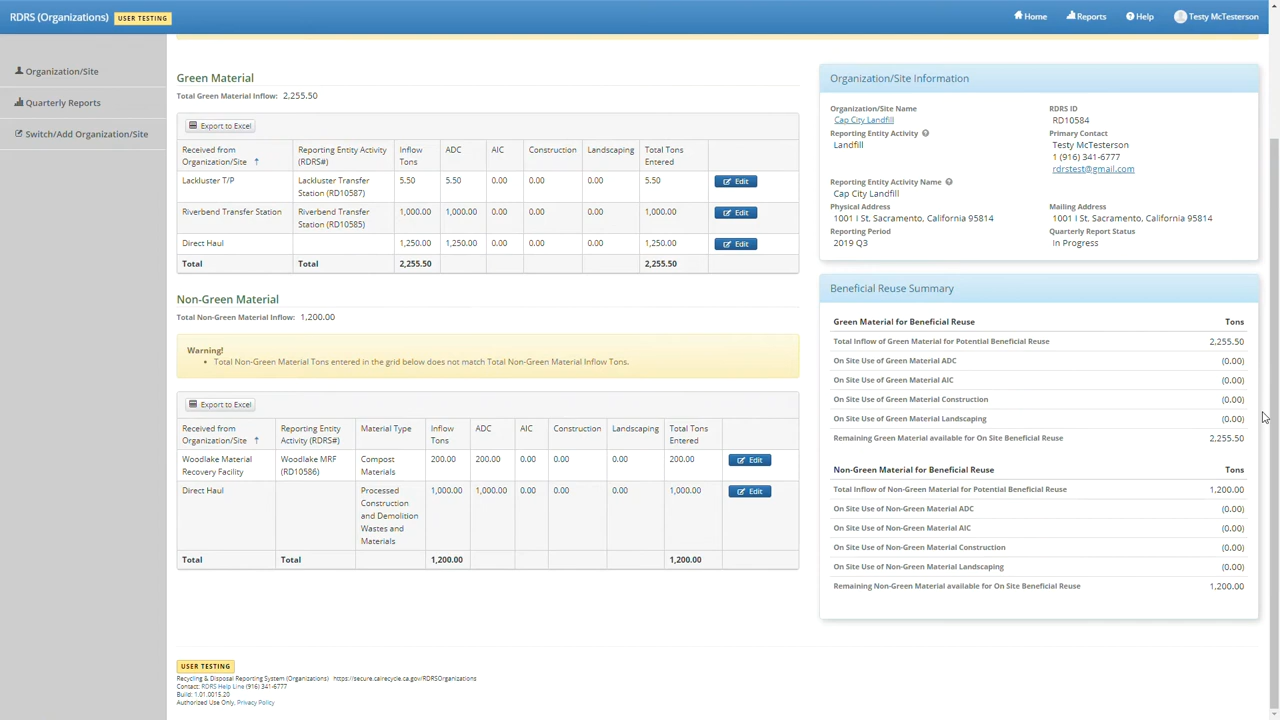 RDRS (Organizations) USER TESTING
Home Reports Help Testy McTesterson
Organization/Site
Quarterly Reports
Switch/Add Organization/Site
Green Material
Total Green Material Inflow: 2,255.50
Export to Excel
Received from Organization/Site ↑ Reporting Entity Activity (RDRS#) Inflow Tons ADC AIC Construction Landscaping Total Tons Entered
Lackluster T/P Lackluster Transfer Station (RD10587) 5.50 5.50 0.00 0.00 0.00 5.50 Edit
Riverbend Transfer Station Riverbend Transfer Station (RD10585) 1,000.00 1,000.00 0.00 0.00 0.00 1,000.00 Edit
Direct Haul 1,250.00 1,250.00 0.00 0.00 0.00 1,250.00 Edit
Total Total 2,255.50 2,255.50
Non-Green Material
Total Non-Green Material Inflow: 1,200.00
Warning!
• Total Non-Green Material Tons entered in the grid below does not match Total Non-Green Material Inflow Tons.
Export to Excel
Received from Organization/Site ↑ Reporting Entity Activity (RDRS#) Material Type Inflow Tons ADC AIC Construction Landscaping Total Tons Entered
Woodlake Material Recovery Facility Woodlake MRF (RD10586) Compost Materials 200.00 200.00 0.00 0.00 0.00 200.00 Edit
Direct Haul Processed Construction and Demolition Wastes and Materials 1,000.00 1,000.00 0.00 0.00 0.00 1,000.00 Edit
Total Total 1,200.00 1,200.00
Organization/Site Information
Organization/Site Name
Cap City Landfill
Reporting Entity Activity
Landfill
Reporting Entity Activity Name
Cap City Landfill
Physical Address
1001 I St. Sacramento, California 95814
Reporting Period
2019 Q3
RDRS ID
RD10584
Primary Contact
Testy McTesterson
1 (916) 341-6777
rdrstest@gmail.com
Mailing Address
1001 I St. Sacramento, California 95814
Quarterly Report Status
In Progress
Beneficial Reuse Summary
Green Material for Beneficial Reuse Tons
Total Inflow of Green Material for Potential Beneficial Reuse 2,255.50
On Site Use of Green Material ADC (0.00)
On Site Use of Green Material AIC (0.00)
On Site Use of Green Material Construction (0.00)
On Site Use of Green Material Landscaping (0.00)
Remaining Green Material available for On Site Beneficial Reuse 2,255.50
Non-Green Material for Beneficial Reuse Tons
Total Inflow of Non-Green Material for Potential Beneficial Reuse 1,200.00
On Site Use of Non-Green Material ADC (0.00)
On Site Use of Non-Green Material AIC (0.00)
On Site Use of Non-Green Material Construction (0.00)
On Site Use of Non-Green Material Landscaping (0.00)
Remaining Non-Green Material available for On Site Beneficial Reuse 1,200.00
USER TESTING
Recycling & Disposal Reporting System (Organizations) https://secure.calrecycle.ca.gov/RDRSOrganizations
Contact: RDRS Help Line (916) 341-6777
Build: 1.01.0015.20
Authorized Use Only. Privacy Policy